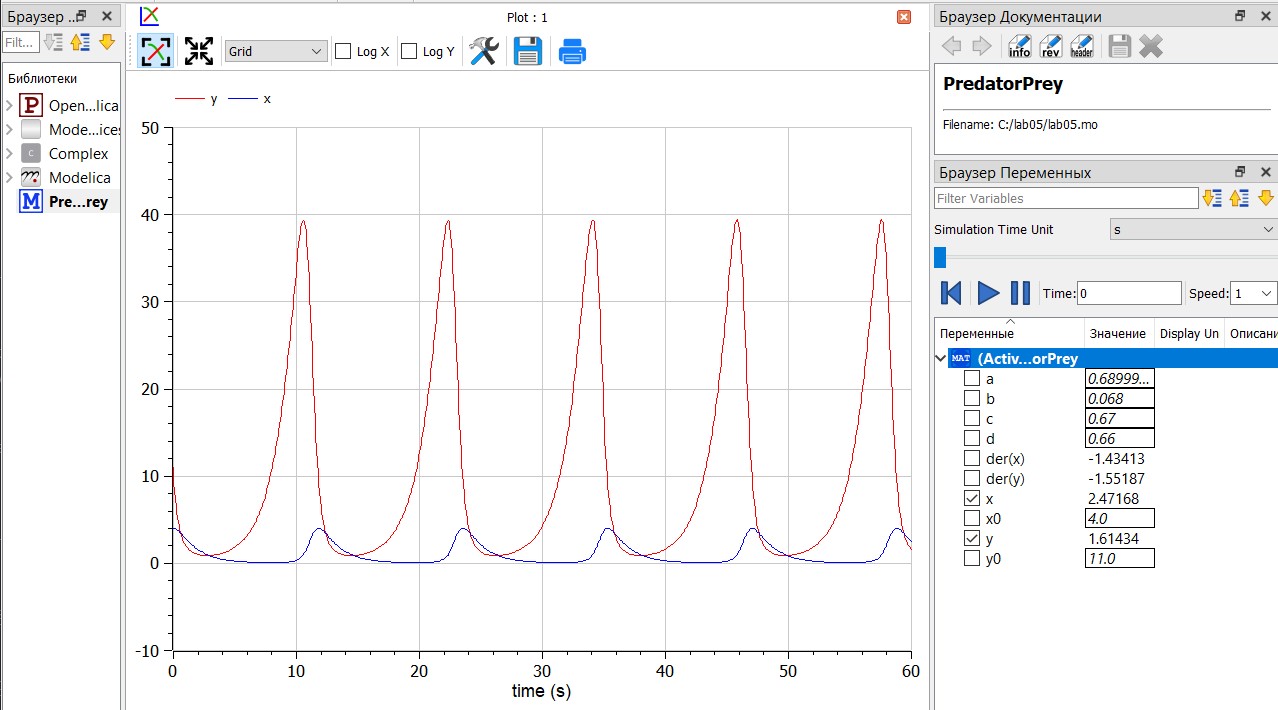 Браузер ..
Plot : 1
Браузер Документации
Filt...
Grid
Log X
Log Y
info
rev
header
Библиотеки
P Open...lica
Mode...ices
C Complex
Modelica
M Pre...rey
PredatorPrey
Filename: C:/lab05/lab05.mo
y
x
50
40
30
20
10
0
-10
0 10 20 30 40 50 60
time (s)
Браузер Переменных
Filter Variables
Simulation Time Unit s
Time: 0 Speed: 1
Переменные Значение Display Un Описани
MAT (Activ...orPrey
a 0.68999...
b 0.068
c 0.67
d 0.66
der(x) -1.43413
der(y) -1.55187
x 2.47168
x0 4.0
y 1.61434
y0 11.0